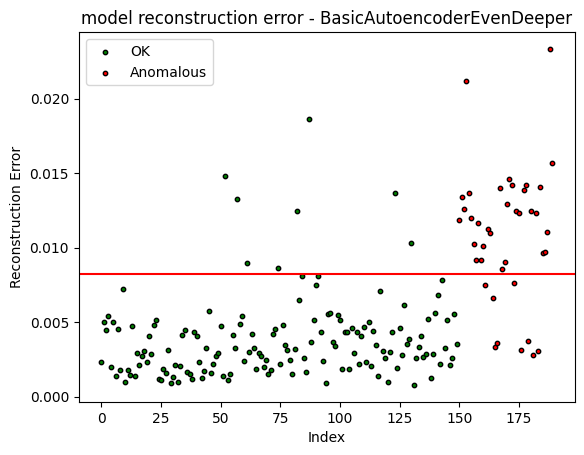 model reconstruction error - BasicAutoencoderEvenDeeper
OK
Anomalous
Reconstruction Error
0.020
0.015
0.010
0.005
0.000
0
25
50
75
100
125
150
175
Index